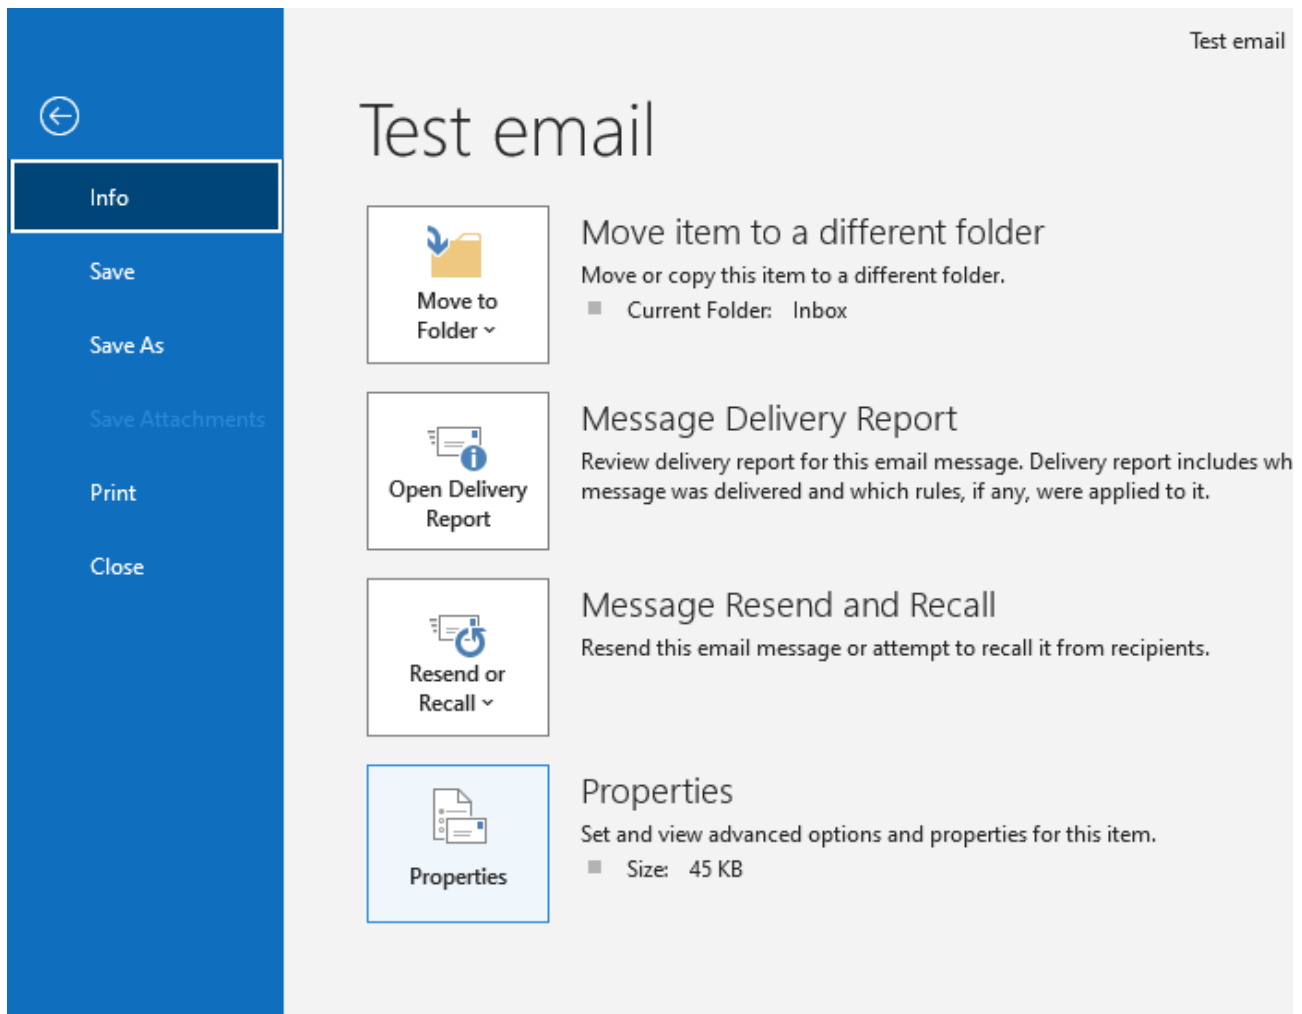 Test email
Test email
Info
Save
Save As
Save Attachments
Print
Close
Move to
Folder
Move item to a different folder
Move or copy this item to a different folder.
Current Folder: Inbox
Open Delivery
Report
Message Delivery Report
Review delivery report for this email message. Delivery report includes wh
message was delivered and which rules, if any, were applied to it.
Resend or
Recall
Message Resend and Recall
Resend this email message or attempt to recall it from recipients.
Properties
Properties
Set and view advanced options and properties for this item.
Size: 45 KB